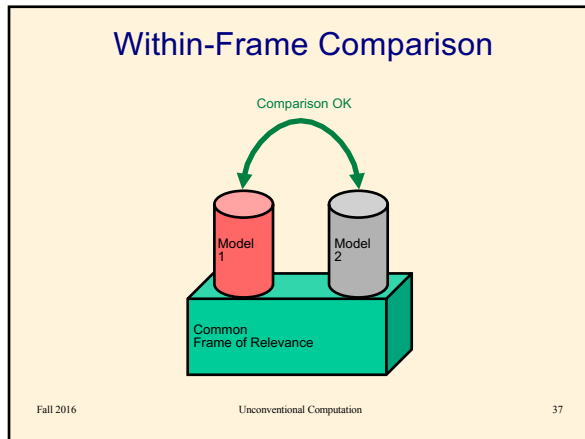 Within-Frame Comparison
Comparison OK
Model
1
Model
2
Common
Frame of Relevance
Fall 2016
Unconventional Computation
37